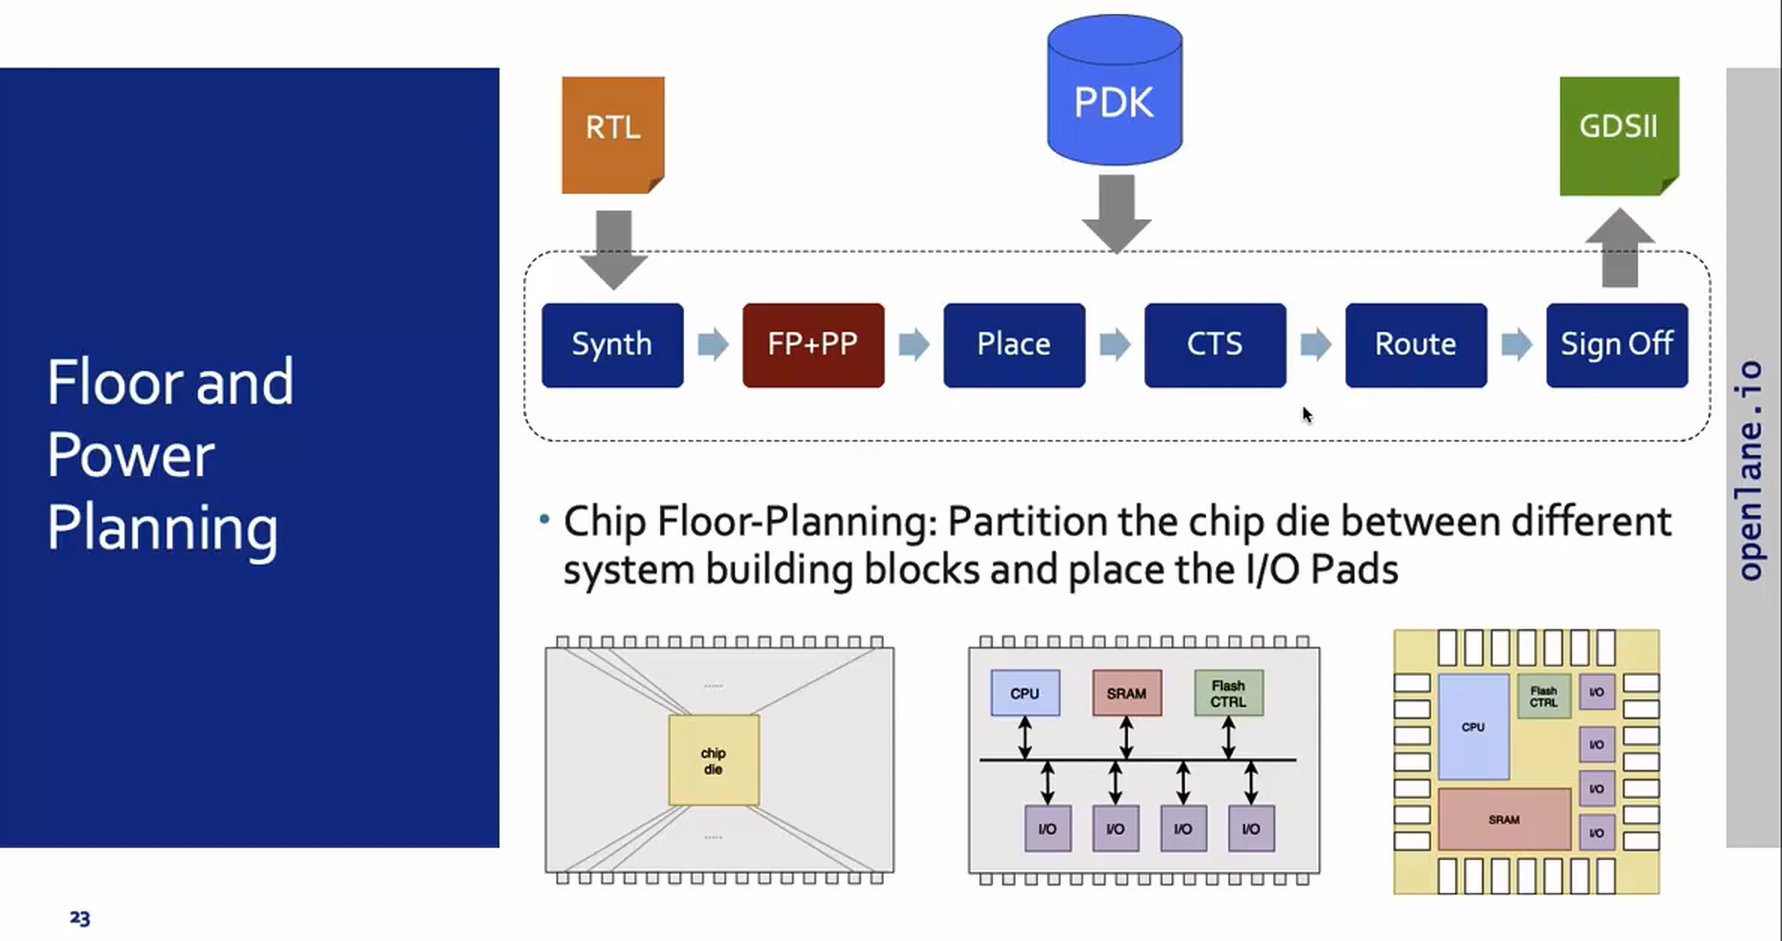 RTL
PDK
GDSII
Synth
FP+PP
Place
CTS
Route
Sign Off
Floor and
Power
Planning
• Chip Floor-Planning: Partition the chip die between different
system building blocks and place the I/O Pads
openlane.io
.....
chip
die
.....
CPU
SRAM
Flash
CTRL
I/O
I/O
I/O
I/O
CPU
Flash
CTRL
I/O
I/O
I/O
SRAM
I/O
23